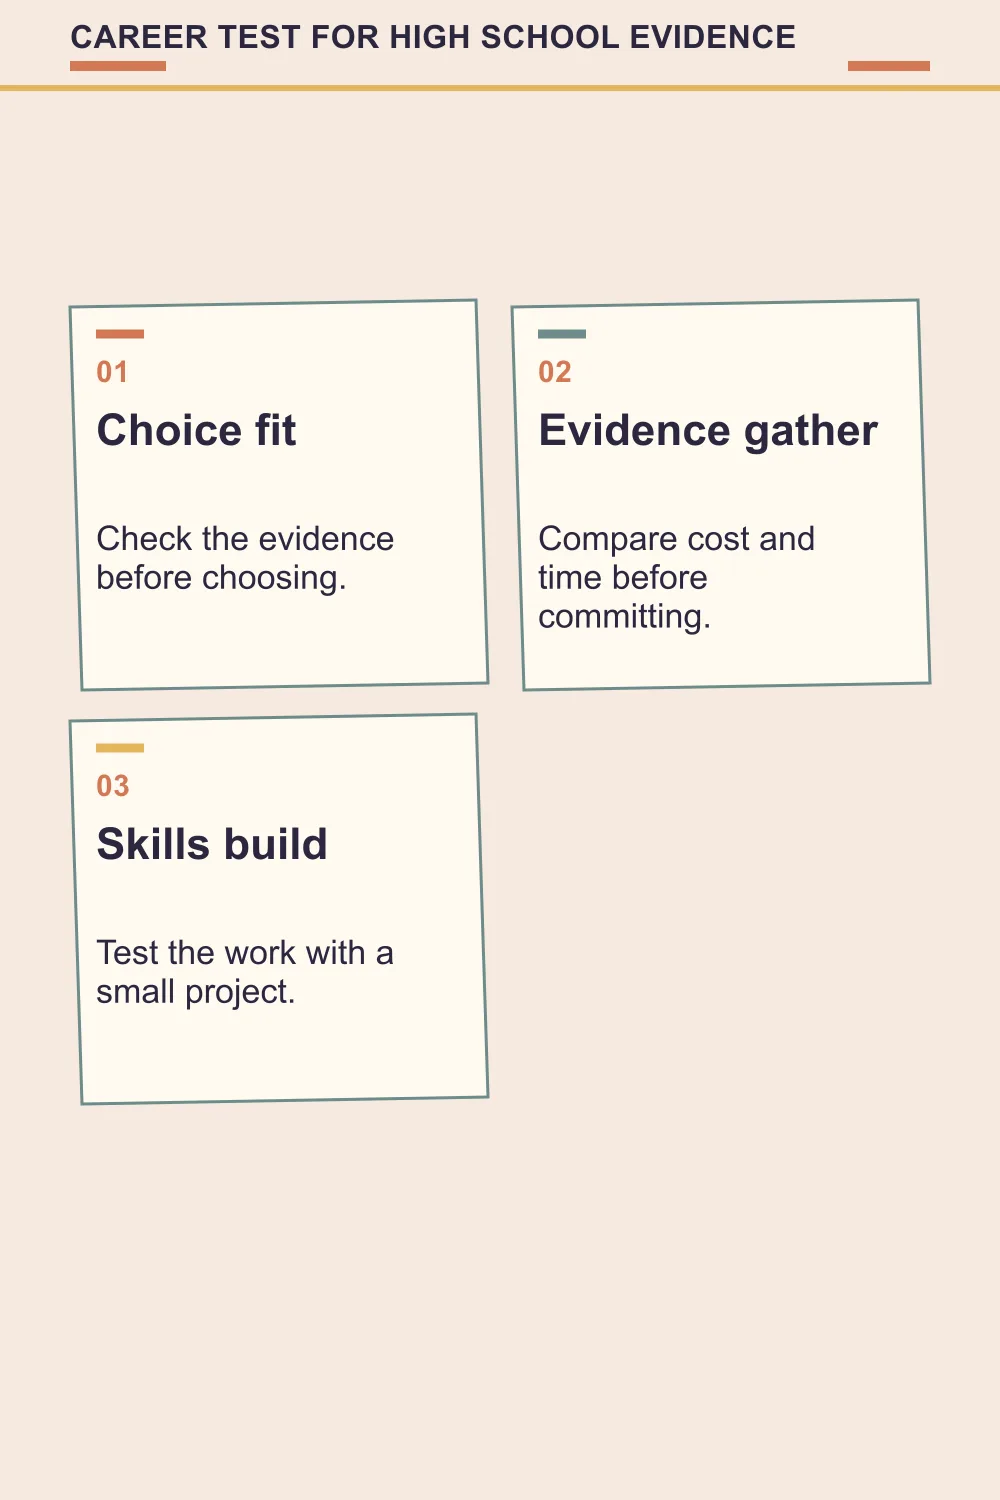 CAREER TEST FOR HIGH SCHOOL EVIDENCE
01
Choice fit
Check the evidence
before choosing.
02
Evidence gather
Compare cost and
time before
committing.
03
Skills build
Test the work with a
small project.